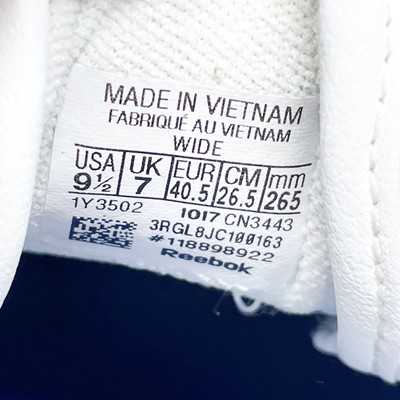 MADE IN VIETNAM
FABRIQUÉ AU VIETNAM
WIDE
USA UK EUR CM mm
9½ 7 40.5 26.5 265
1Y3502 1017 CN3443
3RGL8JC100163
#118898922
Reebok